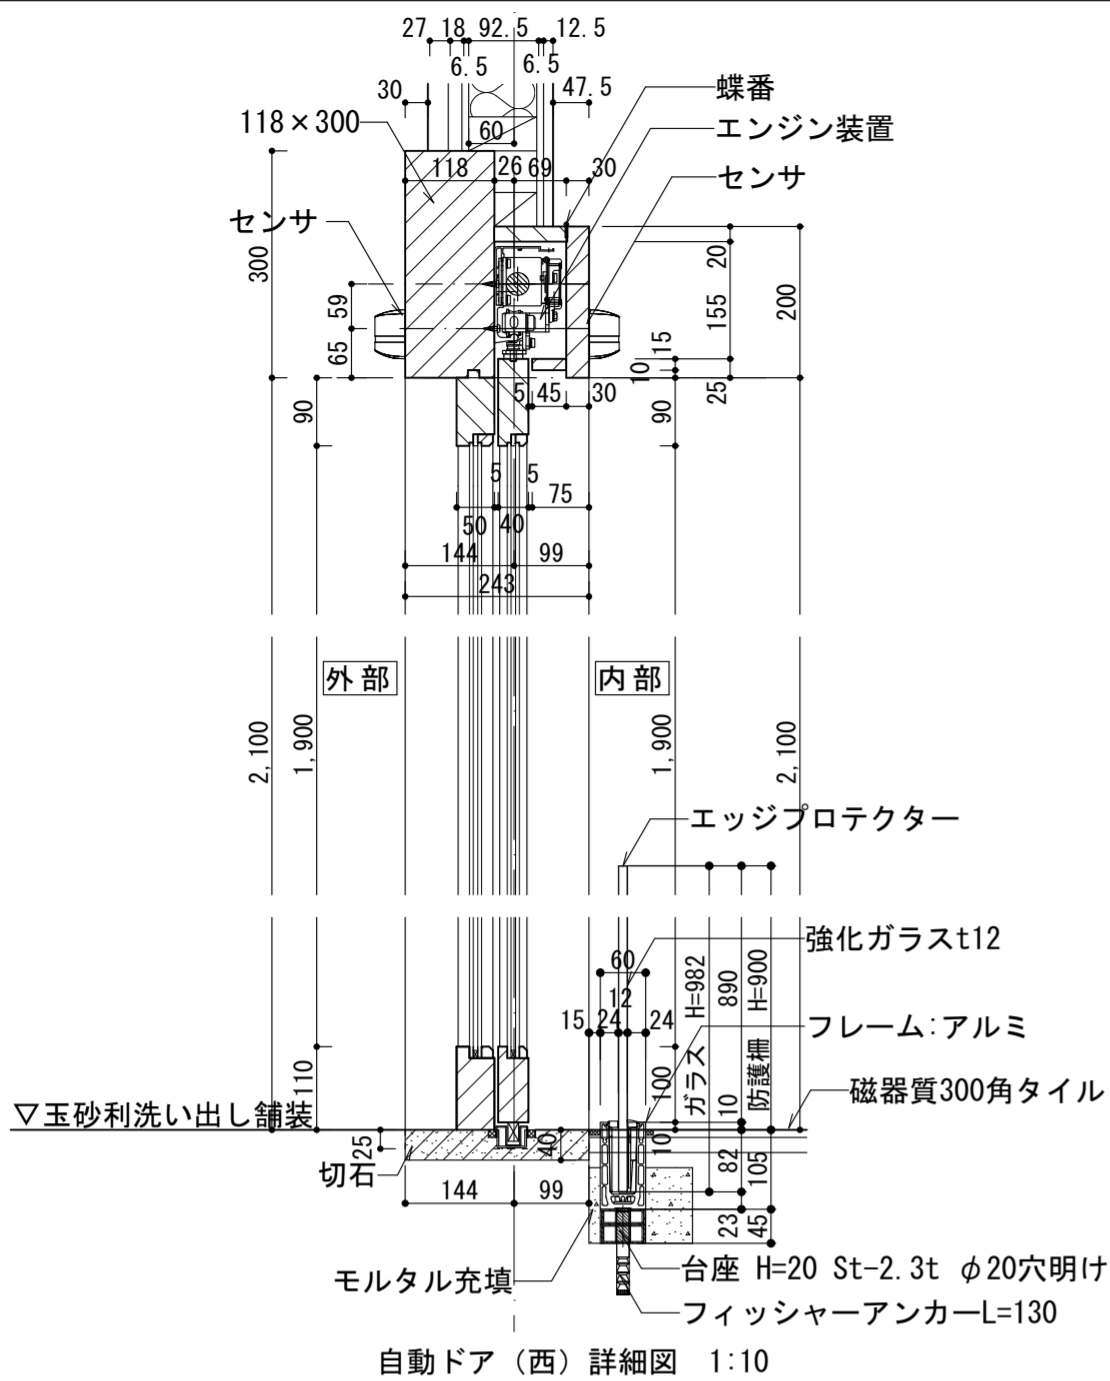 27 18 92.5 12.5
6.5 6.5
30 47.5
蝶番
118×300
60
エンジン装置
118 26 69 30
センサ
センサ
300
20
59
155
200
65
15
10
25
5 45 30
90
90
5 5
75
50 40
144 99
243
外部
内部
2,100
1,900
1,900
2,100
エッジプロテクター
強化ガラスt12
60
12
15 24 24
ガラス H=982
890
防護柵 H=900
フレーム:アルミ
110
100
10
磁器質300角タイル
▽玉砂利洗い出し舗装
25
40
10
82
105
切石
144 99
23
45
モルタル充填
台座 H=20 St-2.3t φ20穴明け
フィッシャーアンカーL=130
自動ドア（西）詳細図 1:10